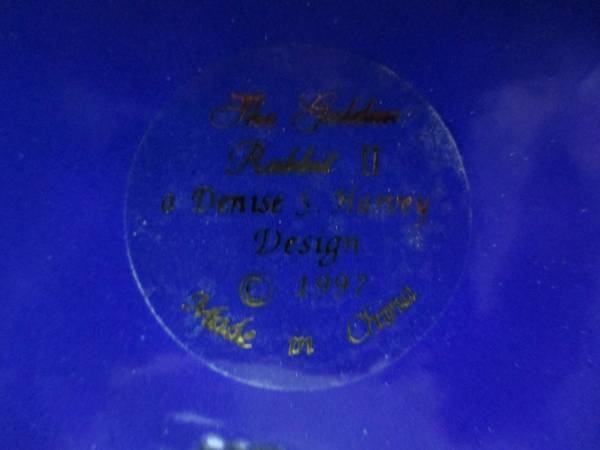 The Golden
Rabbit II
a Denise S. Harvey
Design
© 1997
Made in China